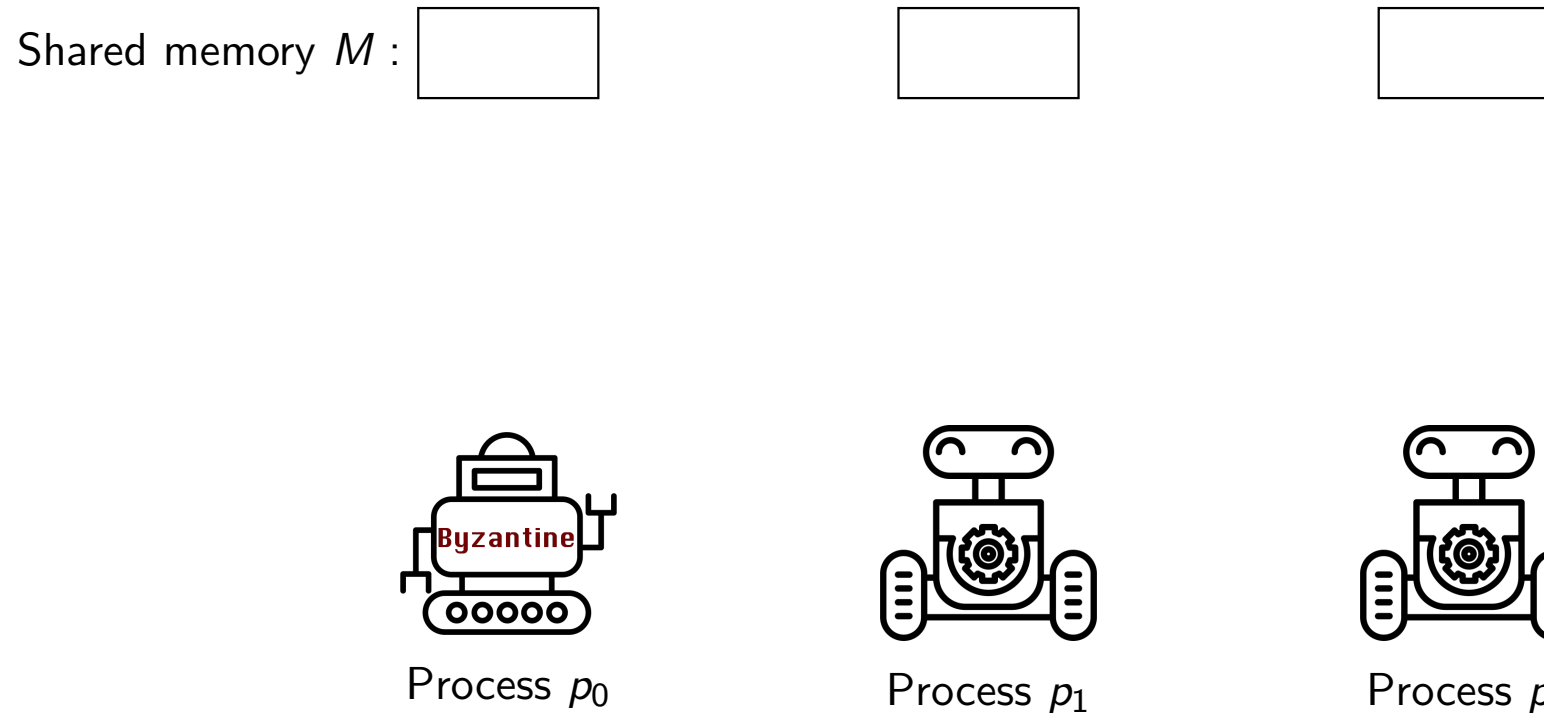 Shared memory M :
Byzantine
Process p₀
Process p₁
Process p